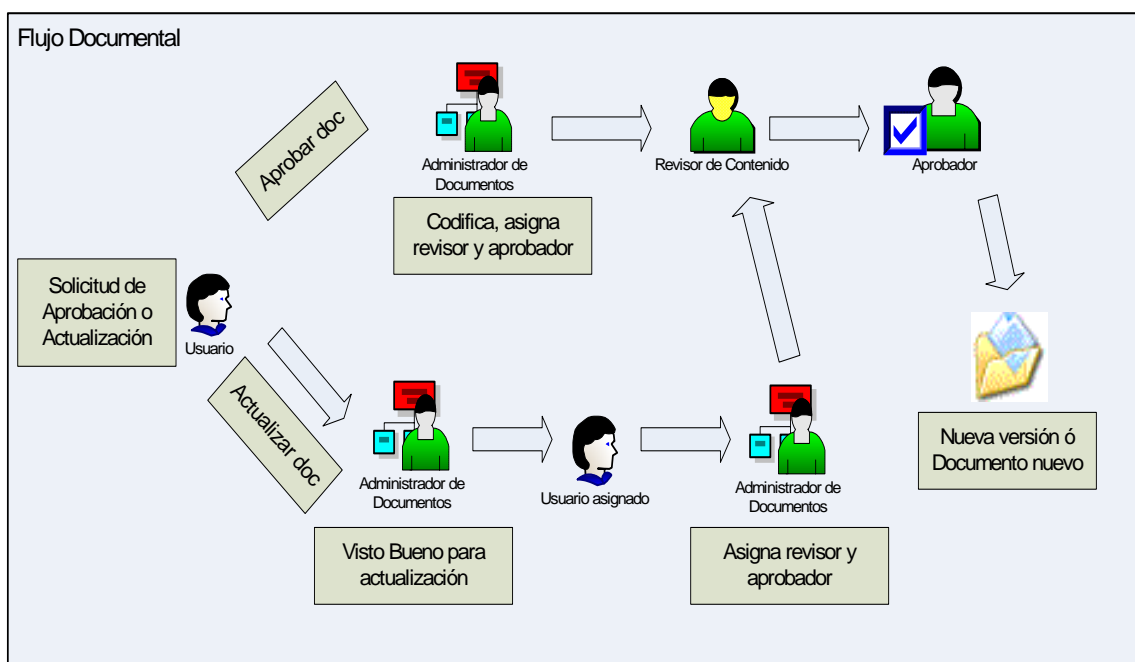 Flujo Documental
Aprobar doc
Administrador de
Documentos
Revisor de Contenido
Aprobador
Codifica, asigna
revisor y aprobador
Solicitud de
Aprobación o
Actualización
Usuario
Actualizar doc
Administrador de
Documentos
Usuario asignado
Administrador de
Documentos
Nueva versión ó
Documento nuevo
Visto Bueno para
actualización
Asigna revisor y
aprobador